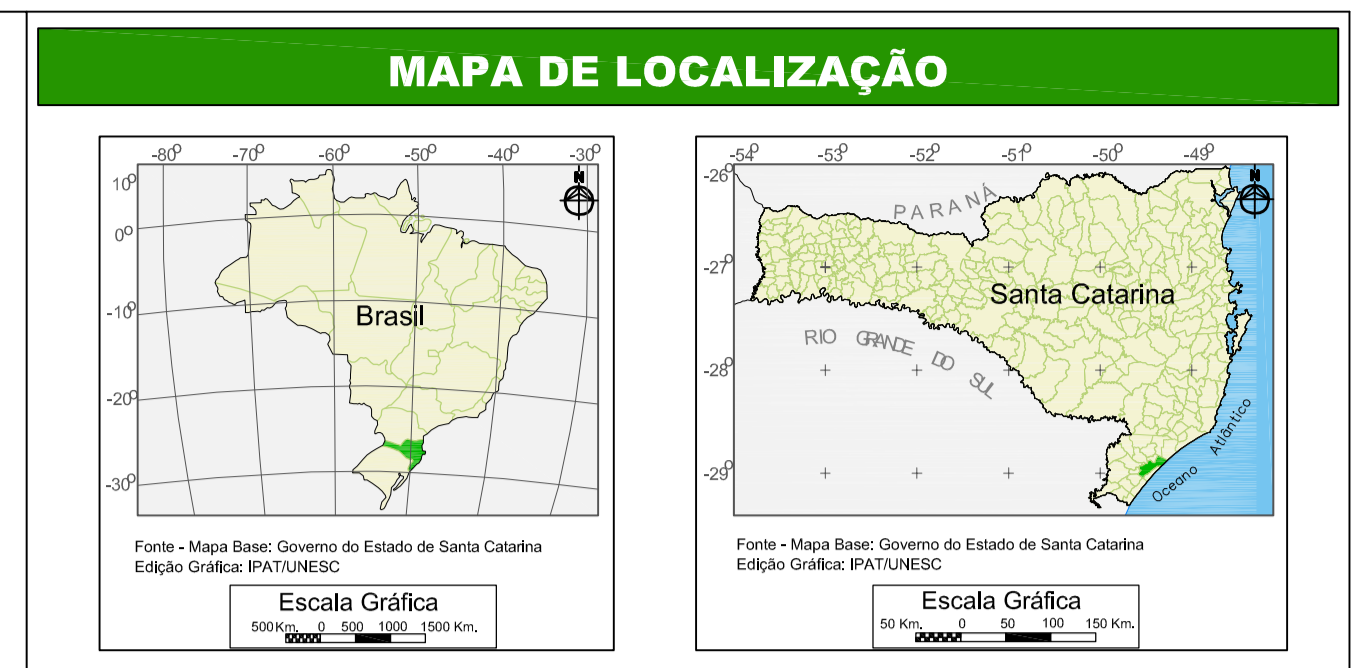 MAPA DE LOCALIZAÇÃO
-80° -70° -60° -50° -40° -30°
10°
N
0°
-10°
Brasil
-20°
-30°
Fonte - Mapa Base: Governo do Estado de Santa Catarina
Edição Gráfica: IPAT/UNESC
Escala Gráfica
500 Km. 0 500 1000 1500 Km.
-54° -53° -52° -51° -50° -49°
-26°
N
PARANÁ
-27°
Santa Catarina
RIO GRANDE DO SUL
-28°
Oceano Atlântico
-29°
Fonte - Mapa Base: Governo do Estado de Santa Catarina
Edição Gráfica: IPAT/UNESC
Escala Gráfica
50 Km. 0 50 100 150 Km.